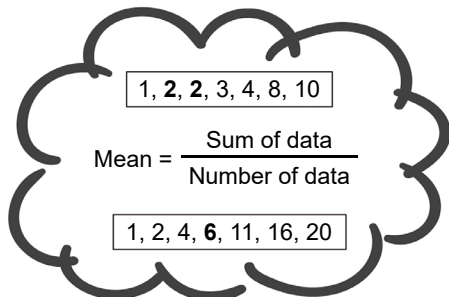 1, 2, 2, 3, 4, 8, 10
Mean = Sum of data
Number of data
1, 2, 4, 6, 11, 16, 20